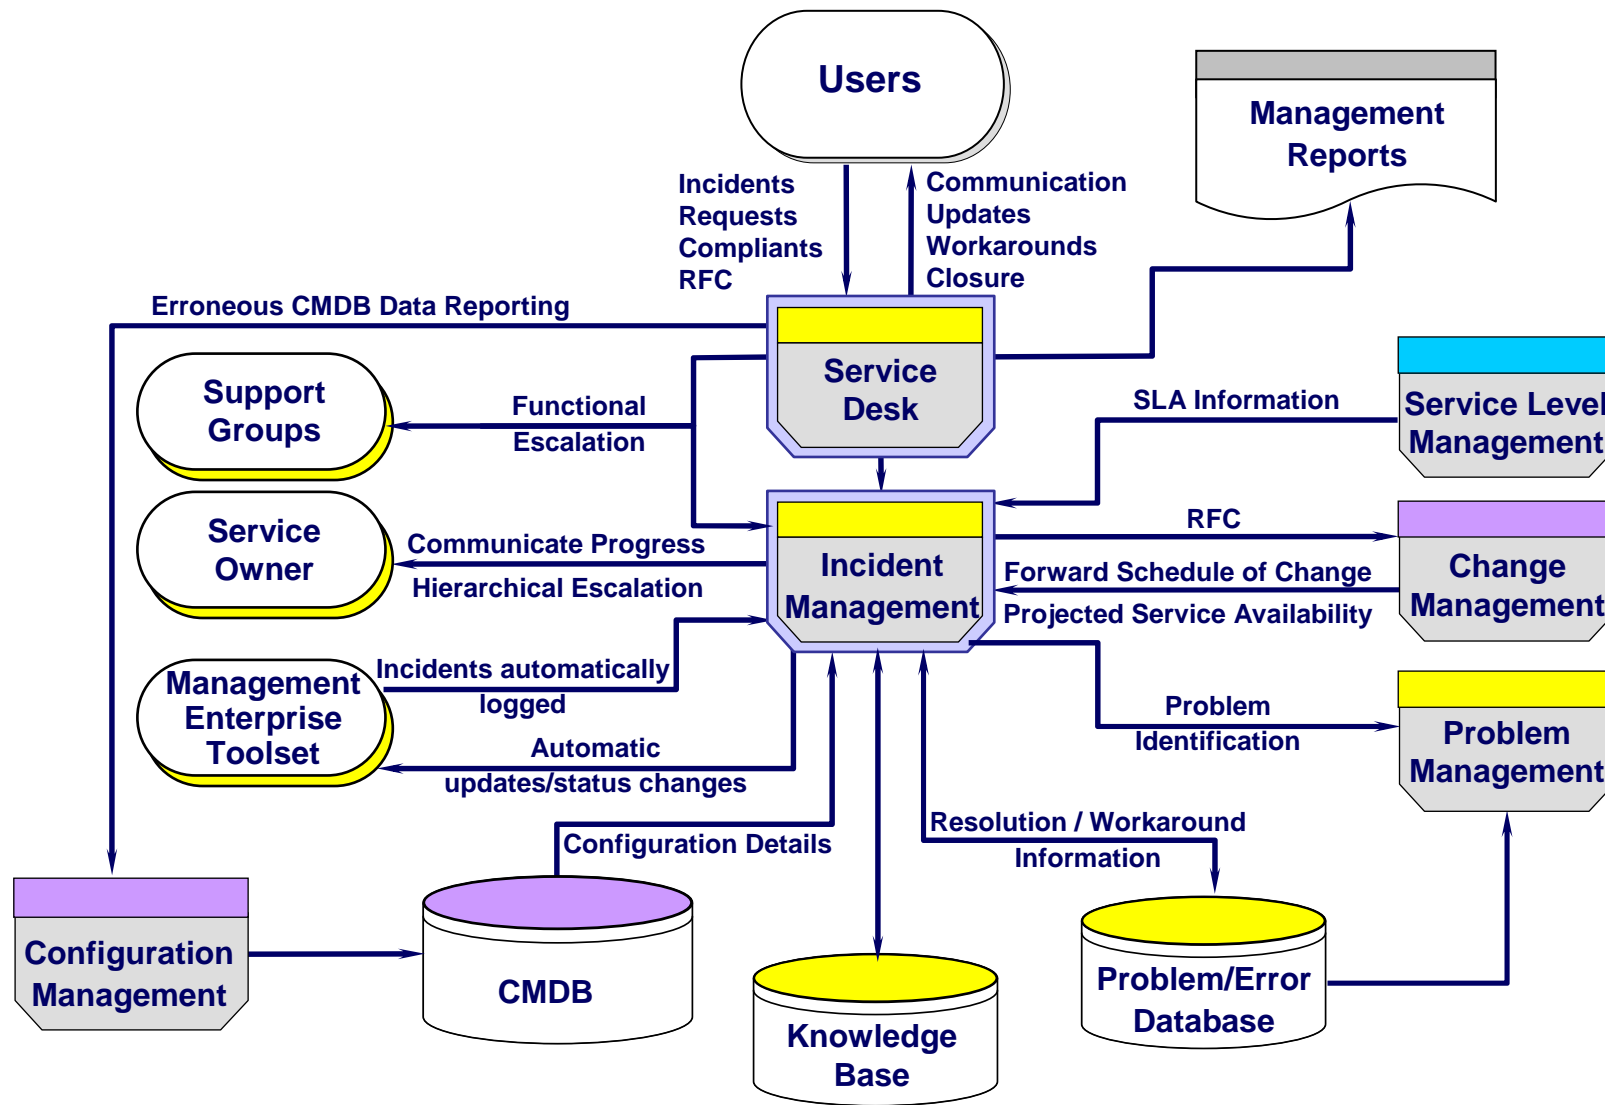 Users
Management
Reports
Incidents
Requests
Compliants
RFC
Communication
Updates
Workarounds
Closure
Erroneous CMDB Data Reporting
Service
Desk
Support
Groups
Functional
Escalation
SLA Information
Service Level
Management
Service
Owner
Communicate Progress
Hierarchical Escalation
Incident
Management
RFC
Forward Schedule of Change
Projected Service Availability
Change
Management
Management
Enterprise
Toolset
Incidents automatically
logged
Automatic
updates/status changes
Problem
Identification
Problem
Management
Configuration Details
Resolution / Workaround
Information
Configuration
Management
CMDB
Knowledge
Base
Problem/Error
Database